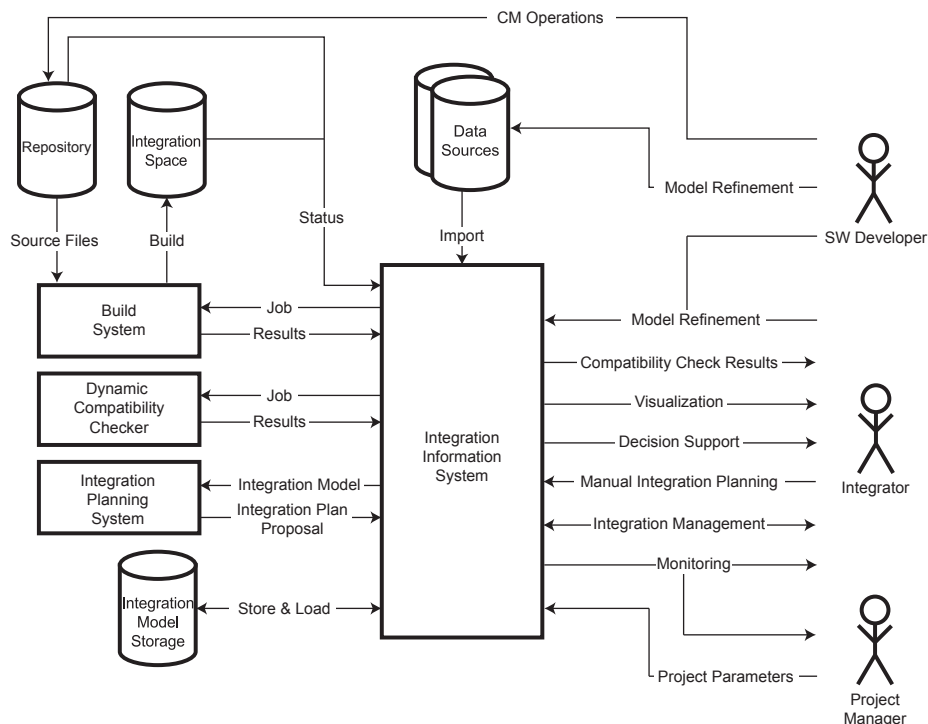 CM Operations
Repository
Integration
Space
Data
Sources
Model Refinement
SW Developer
Source Files
Build
Status
Import
Build
System
Job
Results
Model Refinement
Compatibility Check Results
Dynamic
Compatibility
Checker
Job
Results
Integration
Information
System
Visualization
Decision Support
Integrator
Integration
Planning
System
Integration Model
Integration Plan
Proposal
Manual Integration Planning
Integration Management
Monitoring
Integration
Model
Storage
Store & Load
Project Parameters
Project
Manager